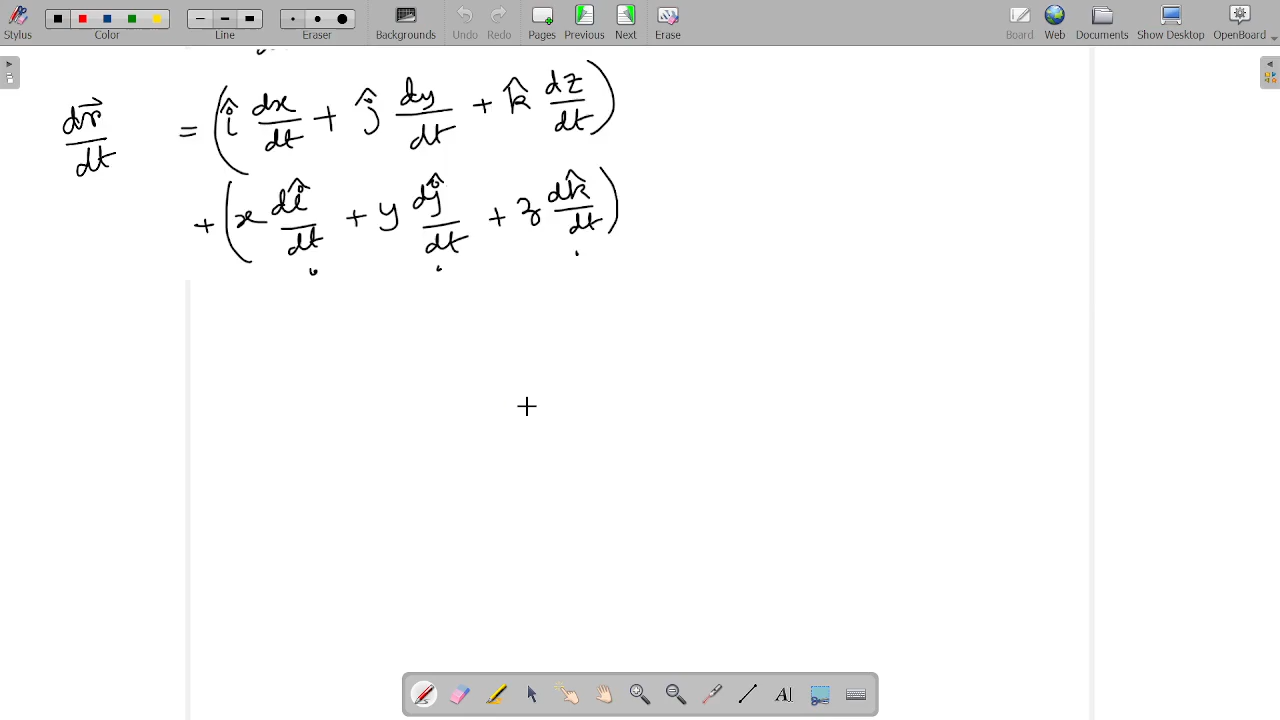 Stylus Color Line Eraser Backgrounds Undo Redo Pages Previous Next Erase Board Web Documents Show Desktop OpenBoard
dr⃗/dt = (î dx/dt + ĵ dy/dt + k̂ dz/dt)
+ (x dî/dt + y dĵ/dt + z dk̂/dt)